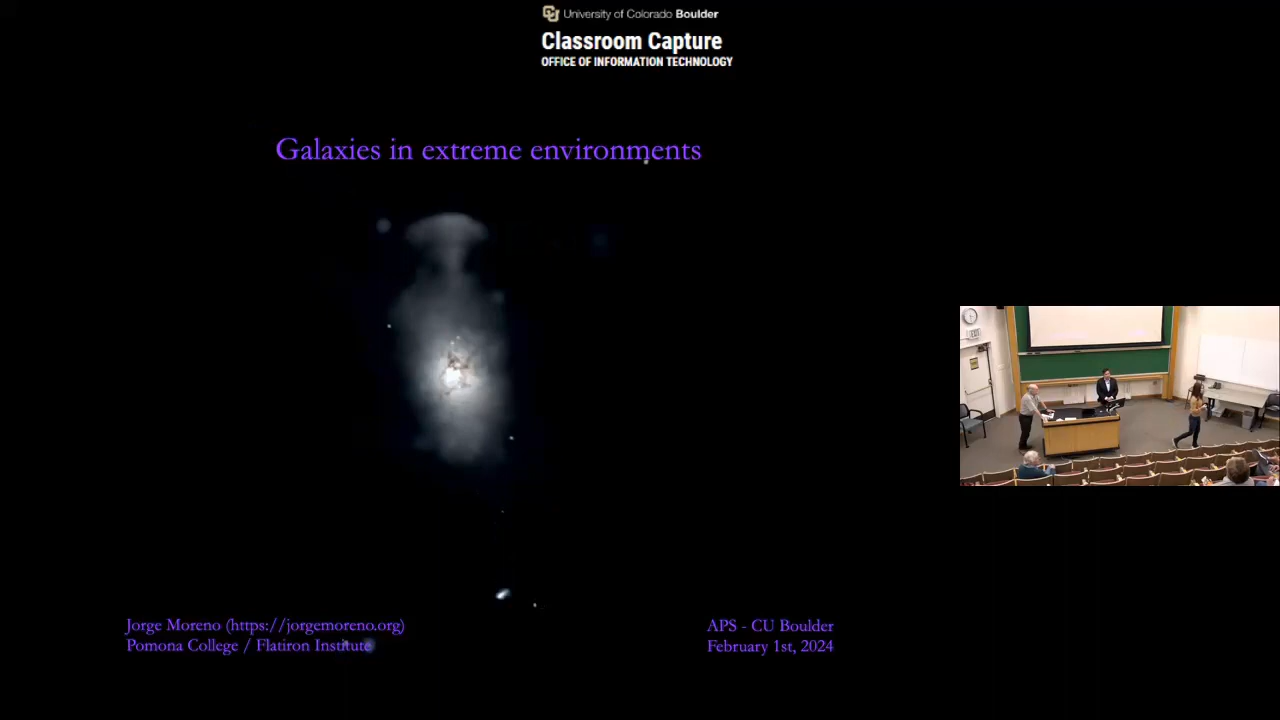 University of Colorado Boulder
Classroom Capture
OFFICE OF INFORMATION TECHNOLOGY
Galaxies in extreme environments
Jorge Moreno (https://jorgemoreno.org)
Pomona College / Flatiron Institute
APS - CU Boulder
February 1st, 2024
EXIT